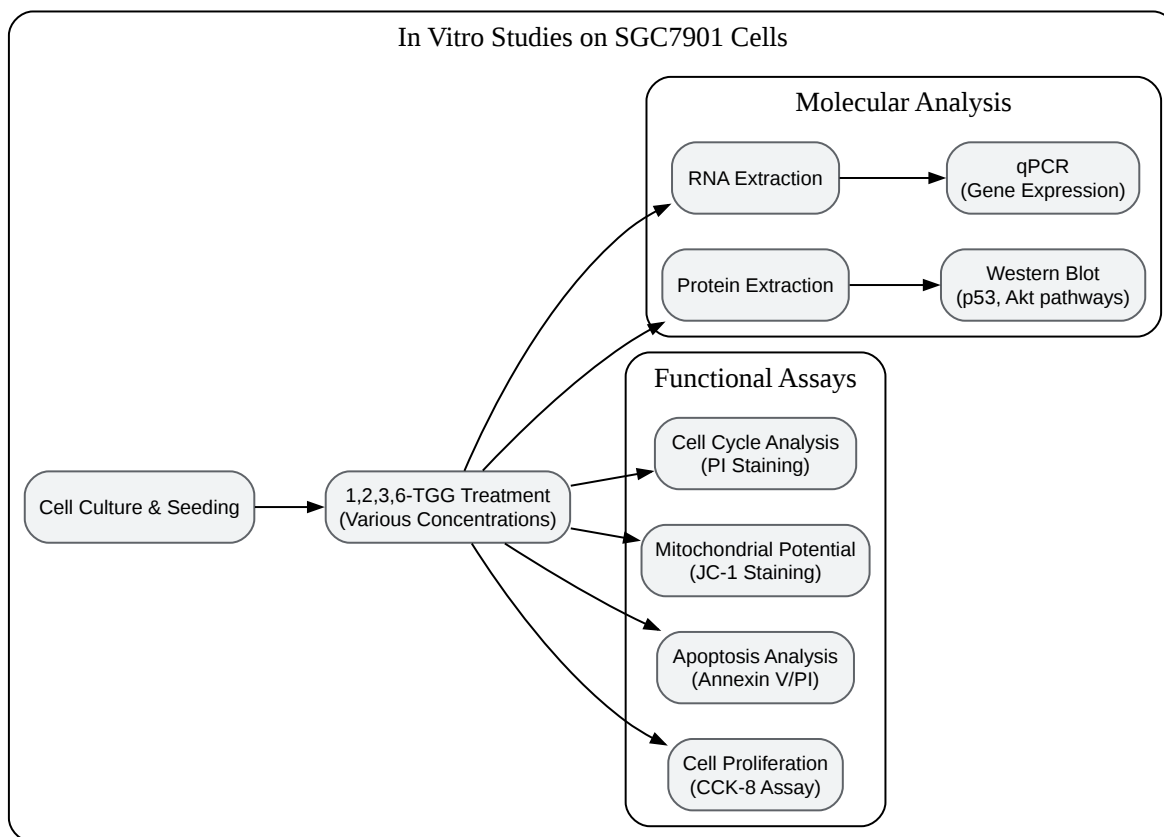 In Vitro Studies on SGC7901 Cells
Molecular Analysis
RNA Extraction
qPCR
(Gene Expression)
Protein Extraction
Western Blot
(p53, Akt pathways)
Functional Assays
Cell Cycle Analysis
(PI Staining)
Cell Culture & Seeding
1,2,3,6-TGG Treatment
(Various Concentrations)
Mitochondrial Potential
(JC-1 Staining)
Apoptosis Analysis
(Annexin V/PI)
Cell Proliferation
(CCK-8 Assay)